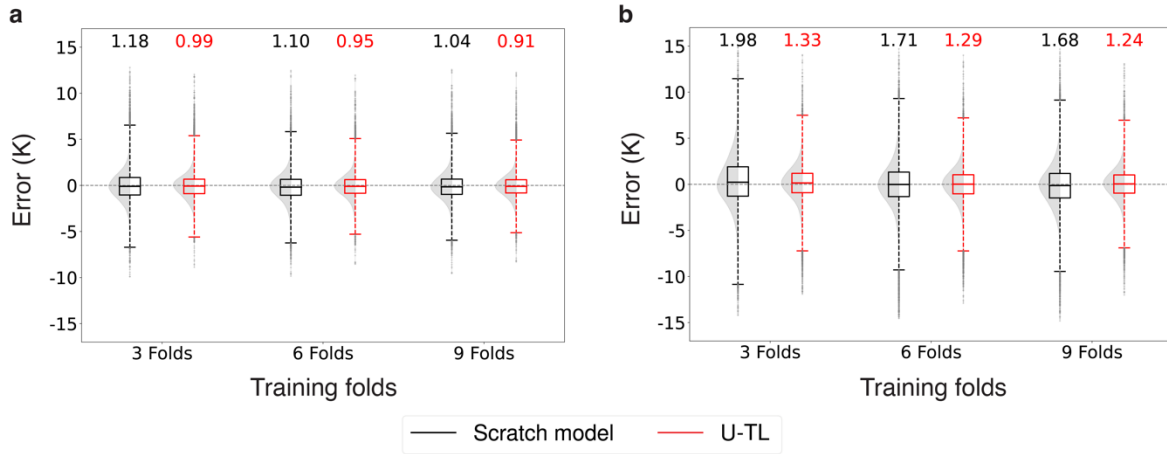 a
1.18 0.99 1.10 0.95 1.04 0.91
15
10
5
0
-5
-10
-15
Error (K)
3 Folds 6 Folds 9 Folds
Training folds
b
1.98 1.33 1.71 1.29 1.68 1.24
15
10
5
0
-5
-10
-15
Error (K)
3 Folds 6 Folds 9 Folds
Training folds
Scratch model U-TL